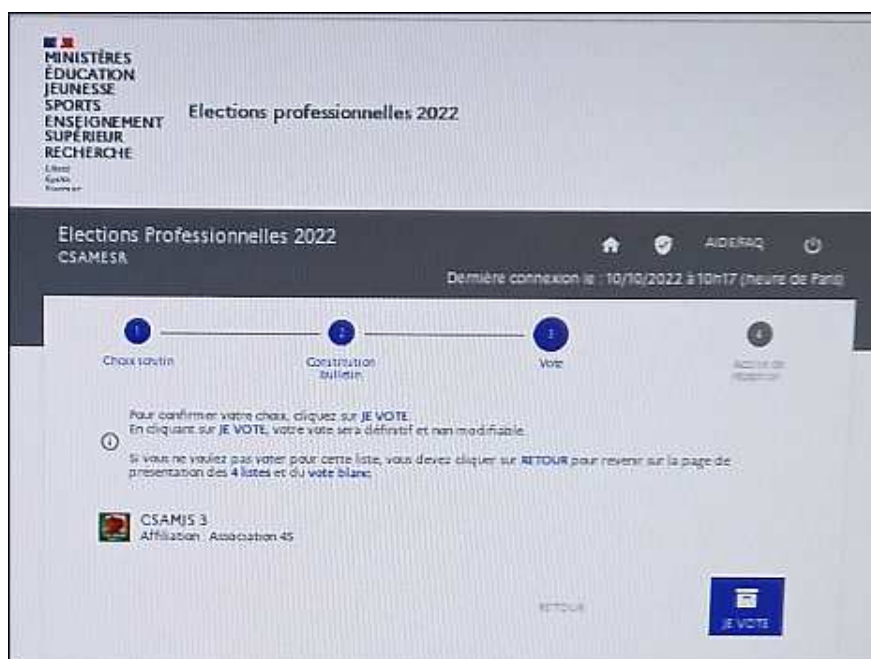 MINISTÈRES
ÉDUCATION
JEUNESSE
SPORTS
ENSEIGNEMENT
SUPÉRIEUR
RECHERCHE
Elections professionnelles 2022
Elections Professionnelles 2022
CSAMESR
AIDE/FAQ
Dernière connexion le : 10/10/2022 à 10h17 (heure de Paris)
1
2
3
4
Choix scrutin
Constitution
bulletin
Vote
Pour confirmer votre choix, cliquez sur JE VOTE.
En cliquant sur JE VOTE, votre vote sera définitif et non modifiable.
Si vous ne voulez pas voter pour cette liste, vous devez cliquer sur RETOUR pour revenir sur la page de
présentation des 4 listes et du vote blanc
CSAMJS 3
Affiliation : Association 45
RETOUR
JE VOTE